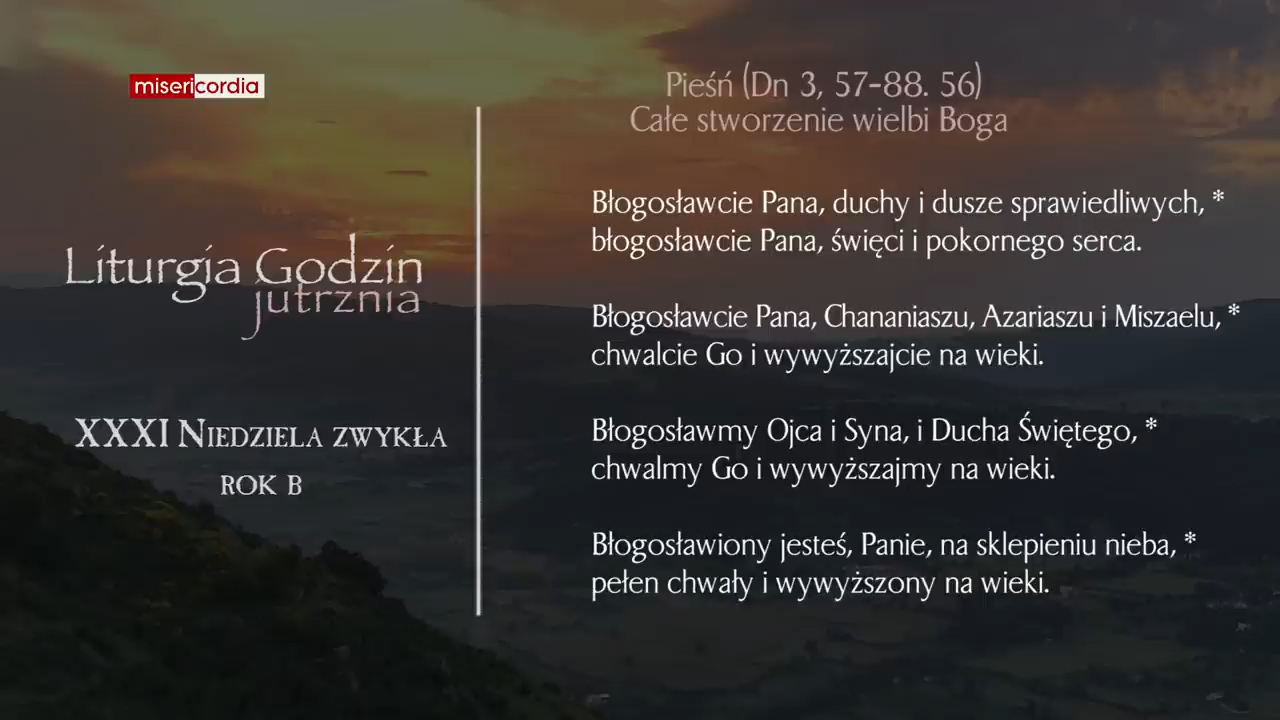 misericordia
Liturgia Godzin
jutrznia
XXXI Niedziela zwykła
rok B
Pieśń (Dn 3, 57-88. 56)
Całe stworzenie wielbi Boga
Błogosławcie Pana, duchy i dusze sprawiedliwych, *
błogosławcie Pana, święci i pokornego serca.
Błogosławcie Pana, Chananiaszu, Azariaszu i Miszaelu, *
chwalcie Go i wywyższajcie na wieki.
Błogosławmy Ojca i Syna, i Ducha Świętego, *
chwalmy Go i wywyższajmy na wieki.
Błogosławiony jesteś, Panie, na sklepieniu nieba, *
pełen chwały i wywyższony na wieki.